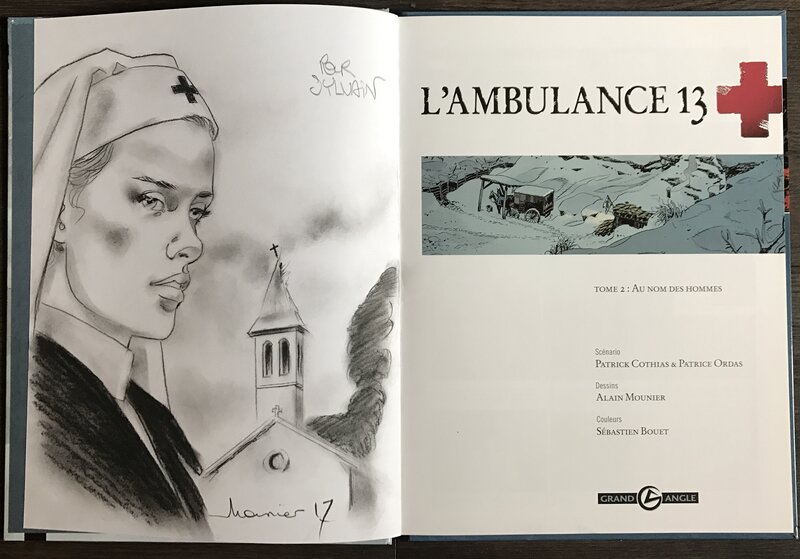 POUR
SYLVAIN
Mounier 17
L'AMBULANCE 13
TOME 2 : AU NOM DES HOMMES
Scénario
PATRICK COTHIAS & PATRICE ORDAS
Dessins
ALAIN MOUNIER
Couleurs
SÉBASTIEN BOUET
GRAND ANGLE